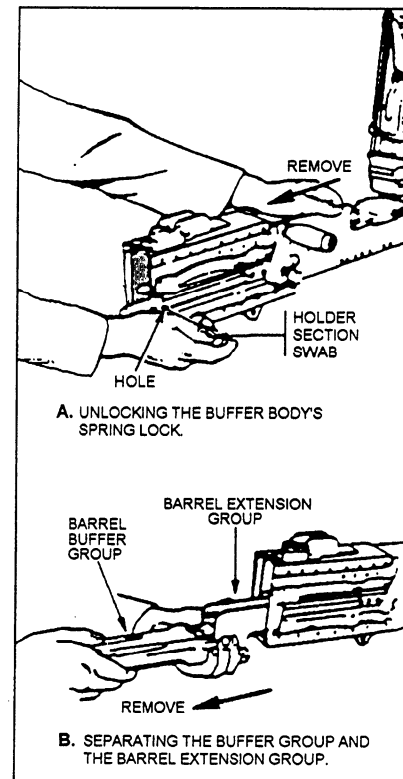 REMOVE
HOLDER
SECTION
SWAB
HOLE
A. UNLOCKING THE BUFFER BODY'S
SPRING LOCK.
BARREL EXTENSION
GROUP
BARREL
BUFFER
GROUP
REMOVE
B. SEPARATING THE BUFFER GROUP AND
THE BARREL EXTENSION GROUP.